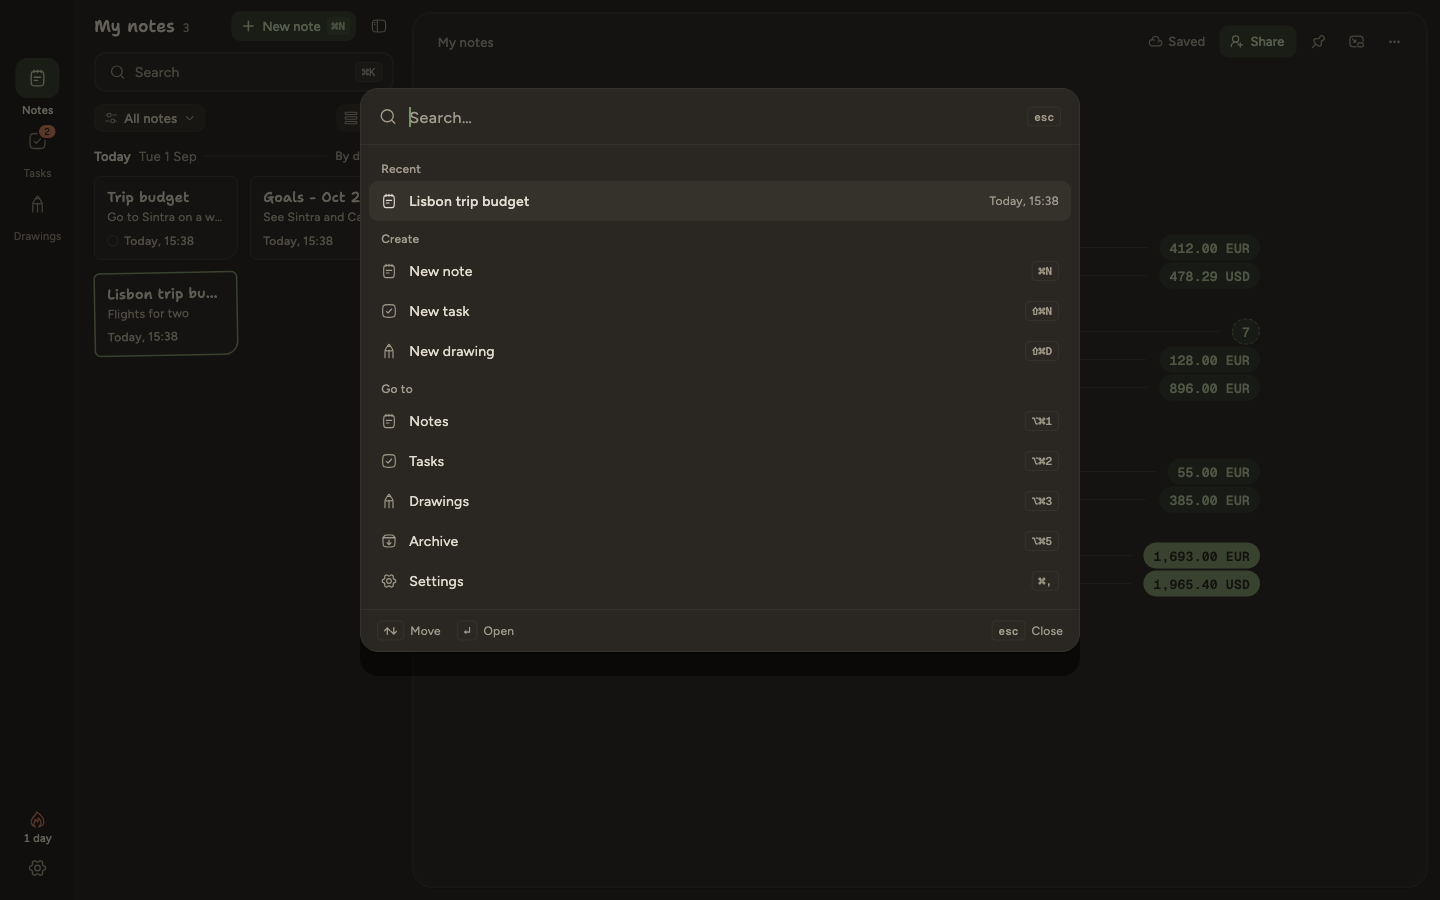 My notes 3
New note ⌘N
Search ⌘K
All notes
Today Tue 1 Sep
By d
Trip budget
Go to Sintra on a w...
Today, 15:38
Goals - Oct 2
See Sintra and Ca
Today, 15:38
Lisbon trip bu...
Flights for two
Today, 15:38
Notes
2
Tasks
Drawings
1 day
My notes
Saved
Share
Search...
esc
Recent
Lisbon trip budget Today, 15:38
Create
New note ⌘N
New task ⇧⌘N
New drawing ⇧⌘D
Go to
Notes ⌥⌘1
Tasks ⌥⌘2
Drawings ⌥⌘3
Archive ⌥⌘5
Settings ⌘,
Move
Open
esc Close
412.00 EUR
478.29 USD
7
128.00 EUR
896.00 EUR
55.00 EUR
385.00 EUR
1,693.00 EUR
1,965.40 USD